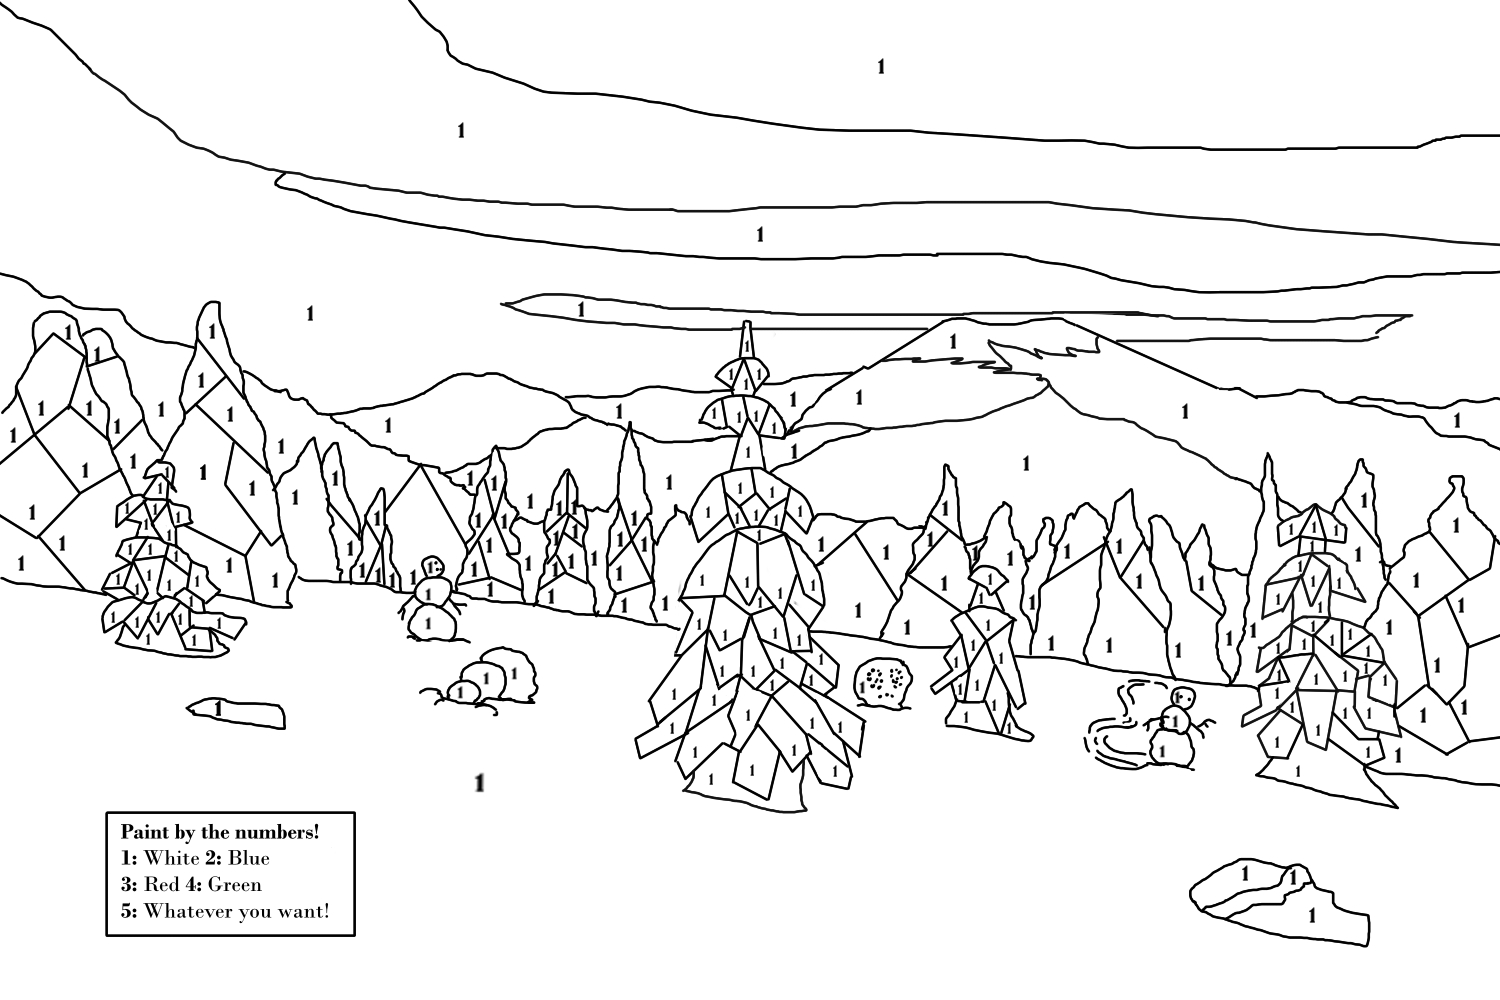 Paint by the numbers!
1: White 2: Blue
3: Red 4: Green
5: Whatever you want!